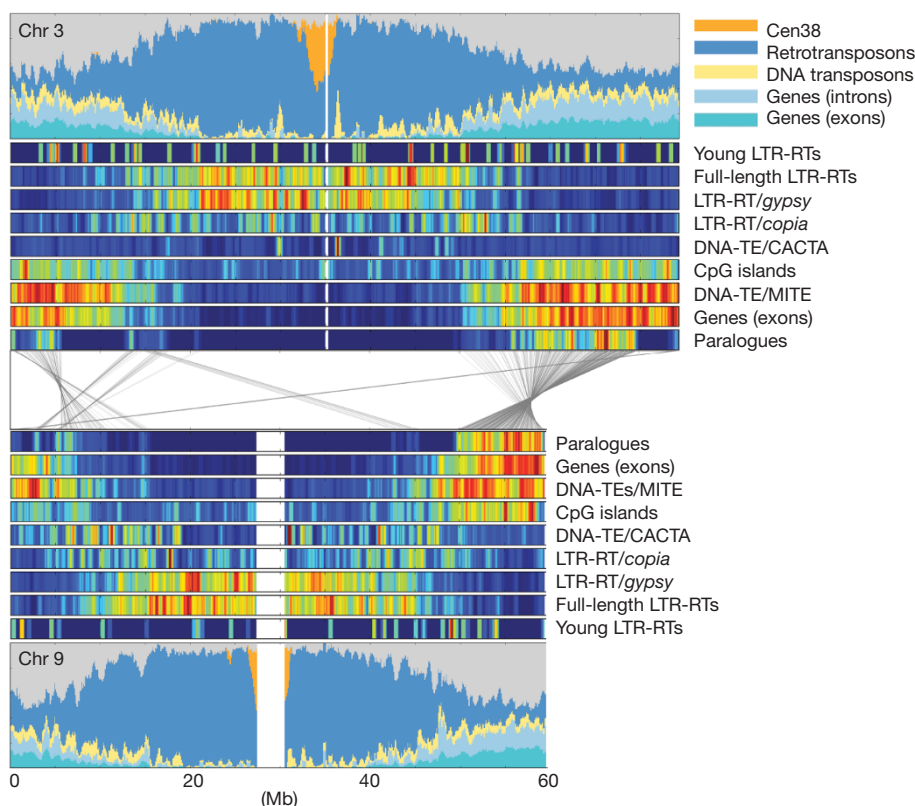 Chr 3
Cen38
Retrotransposons
DNA transposons
Genes (introns)
Genes (exons)
Young LTR-RTs
Full-length LTR-RTs
LTR-RT/gypsy
LTR-RT/copia
DNA-TE/CACTA
CpG islands
DNA-TE/MITE
Genes (exons)
Paralogues
Paralogues
Genes (exons)
DNA-TEs/MITE
CpG islands
DNA-TE/CACTA
LTR-RT/copia
LTR-RT/gypsy
Full-length LTR-RTs
Young LTR-RTs
Chr 9
0 20 40 60
(Mb)